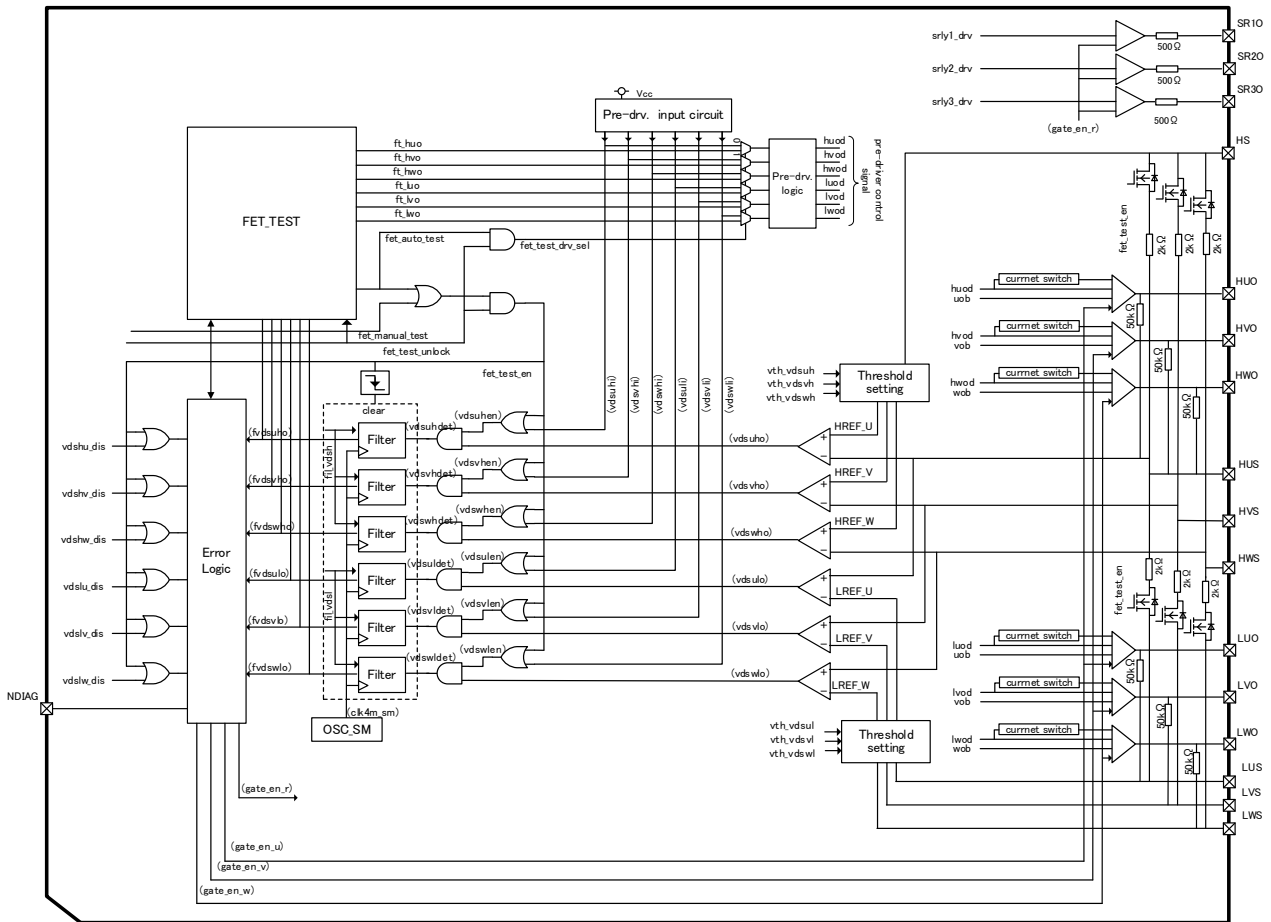 SR1O
srly1_drv
500Ω
SR2O
srly2_drv
500Ω
SR3O
srly3_drv
500Ω
(gate_en_r)
Vcc
Pre-drv. input circuit
HS
0
1
ft_huo
ft_hvo
ft_hwo
ft_luo
ft_lvo
ft_lwo
FET_TEST
Pre-drv.
logic
huod
hvod
hwod
luod
lvod
lwod
pre-driver control
signal
fet_auto_test
fet_test_drv_sel
fet_test_en
2kΩ
2kΩ
2kΩ
fet_manual_test
fet_test_unlock
fet_test_en
clear
currnet switch
huod
uob
HUO
50kΩ
currnet switch
hvod
vob
HVO
50kΩ
currnet switch
hwod
wob
HWO
50kΩ
vth_vdsuh
vth_vdsvh
vth_vdswh
Threshold
setting
(vdsuhi)
(vdsvhi)
(vdswhi)
(vdsuli)
(vdsvli)
(vdswli)
vdshu_dis
vdshv_dis
vdshw_dis
vdslu_dis
vdslv_dis
vdslw_dis
Error
Logic
(fvdsuho)
(fvdsvho)
(fvdswho)
(fvdsulo)
(fvdsvlo)
(fvdswlo)
fil_vdsh
fil_vdsl
Filter
Filter
Filter
Filter
Filter
Filter
(vdsuhdet)
(vdsvhdet)
(vdswhdet)
(vdsuldet)
(vdsvldet)
(vdswldet)
(vdsuhen)
(vdsvhen)
(vdswhen)
(vdsulen)
(vdsvlen)
(vdswlen)
(vdsuho)
(vdsvho)
(vdswho)
(vdsulo)
(vdsvlo)
(vdswlo)
+
−
+
−
+
−
+
−
+
−
+
−
HREF_U
HREF_V
HREF_W
LREF_U
LREF_V
LREF_W
HUS
HVS
HWS
fet_test_en
2kΩ
2kΩ
2kΩ
currnet switch
luod
uob
LUO
50kΩ
currnet switch
lvod
vob
LVO
50kΩ
currnet switch
lwod
wob
LWO
50kΩ
LUS
LVS
LWS
vth_vdsul
vth_vdsvl
vth_vdswl
Threshold
setting
NDIAG
(clk4m_sm)
OSC_SM
(gate_en_r)
(gate_en_u)
(gate_en_v)
(gate_en_w)